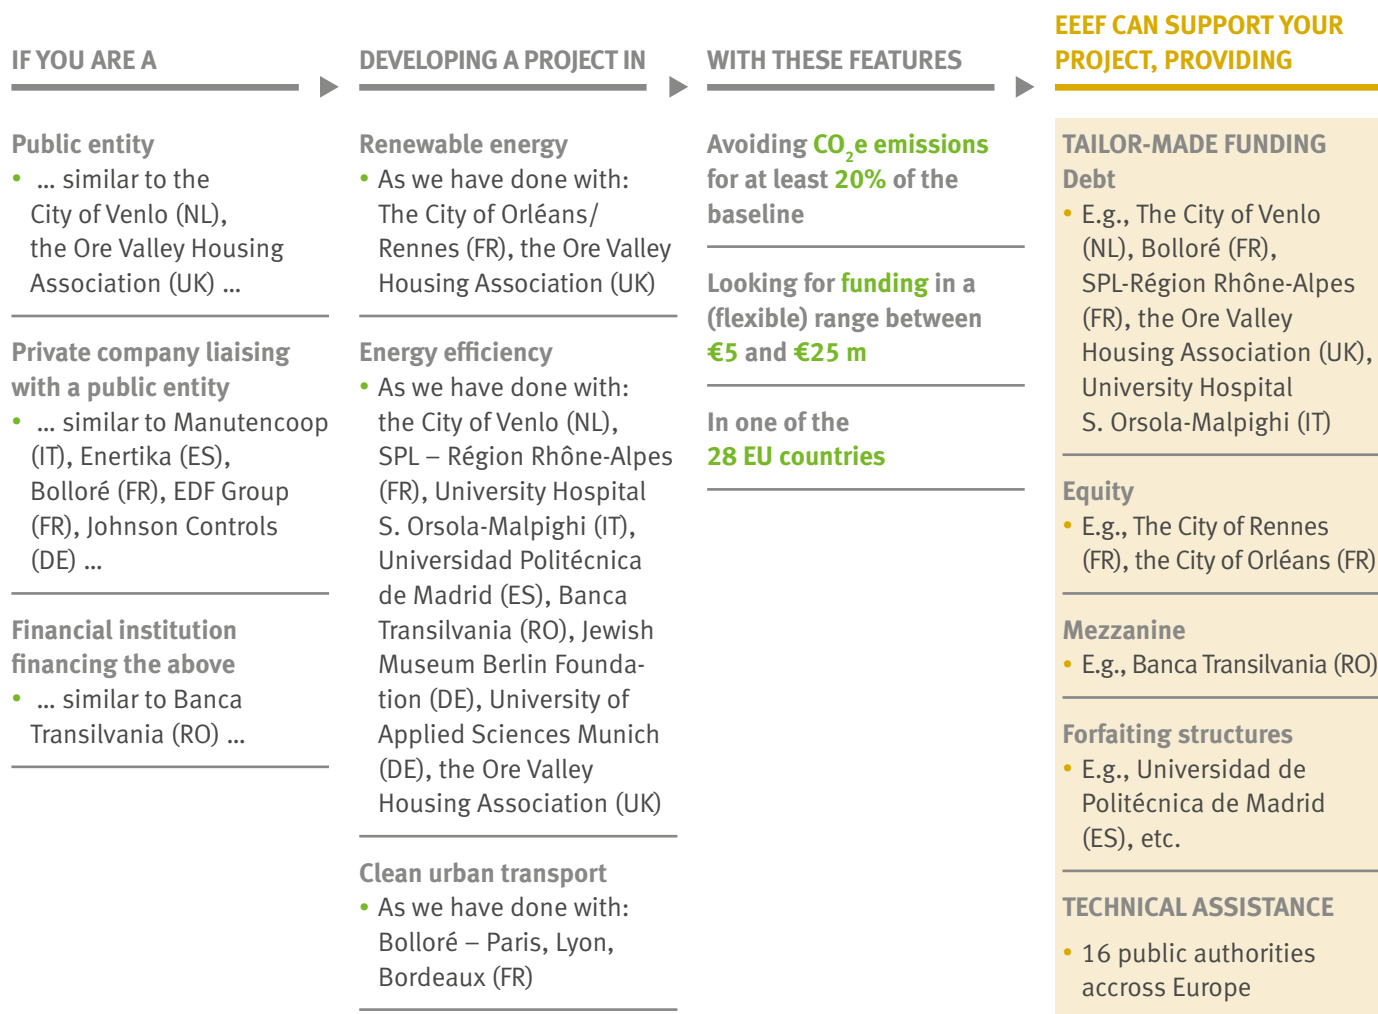 IF YOU ARE A
Public entity
• … similar to the
City of Venlo (NL),
the Ore Valley Housing
Association (UK) …
Private company liaising
with a public entity
• … similar to Manutencoop
(IT), Enertika (ES),
Bolloré (FR), EDF Group
(FR), Johnson Controls
(DE) …
Financial institution
financing the above
• … similar to Banca
Transilvania (RO) …
DEVELOPING A PROJECT IN
Renewable energy
• As we have done with:
The City of Orléans/
Rennes (FR), the Ore Valley
Housing Association (UK)
Energy efficiency
• As we have done with:
the City of Venlo (NL),
SPL – Région Rhône-Alpes
(FR), University Hospital
S. Orsola-Malpighi (IT),
Universidad Politécnica
de Madrid (ES), Banca
Transilvania (RO), Jewish
Museum Berlin Founda-
tion (DE), University of
Applied Sciences Munich
(DE), the Ore Valley
Housing Association (UK)
Clean urban transport
• As we have done with:
Bolloré – Paris, Lyon,
Bordeaux (FR)
WITH THESE FEATURES
Avoiding CO₂e emissions
for at least 20% of the
baseline
Looking for funding in a
(flexible) range between
€5 and €25 m
In one of the
28 EU countries
EEEF CAN SUPPORT YOUR
PROJECT, PROVIDING
TAILOR-MADE FUNDING
Debt
• E.g., The City of Venlo
(NL), Bolloré (FR),
SPL-Région Rhône-Alpes
(FR), the Ore Valley
Housing Association (UK),
University Hospital
S. Orsola-Malpighi (IT)
Equity
• E.g., The City of Rennes
(FR), the City of Orléans (FR)
Mezzanine
• E.g., Banca Transilvania (RO)
Forfaiting structures
• E.g., Universidad de
Politécnica de Madrid
(ES), etc.
TECHNICAL ASSISTANCE
• 16 public authorities
accross Europe